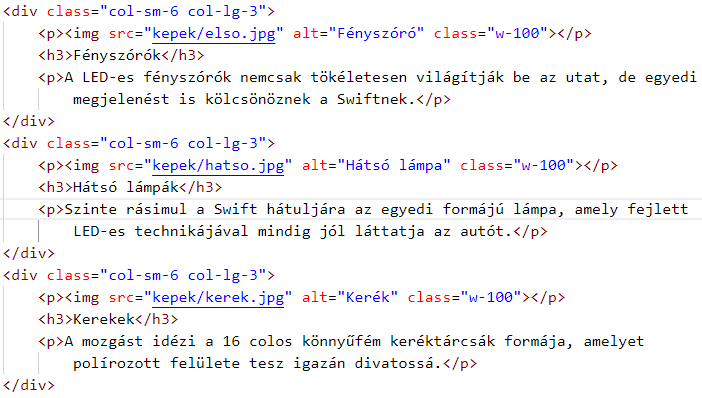 <div class="col-sm-6 col-lg-3">
    <p><img src="kepek/elso.jpg" alt="Fényszóró" class="w-100"></p>
    <h3>Fényszórók</h3>
    <p>A LED-es fényszórók nemcsak tökéletesen világítják be az utat, de egyedi
        megjelenést is kölcsönöznek a Swiftnek.</p>
</div>
<div class="col-sm-6 col-lg-3">
    <p><img src="kepek/hatso.jpg" alt="Hátsó lámpa" class="w-100"></p>
    <h3>Hátsó lámpák</h3>
    <p>Szinte rásimul a Swift hátuljára az egyedi formájú lámpa, amely fejlett
        LED-es technikájával mindig jól láttatja az autót.</p>
</div>
<div class="col-sm-6 col-lg-3">
    <p><img src="kepek/kerek.jpg" alt="Kerék" class="w-100"></p>
    <h3>Kerekek</h3>
    <p>A mozgást idézi a 16 colos könnyűfém keréktárcsák formája, amelyet
        polírozott felülete tesz igazán divatossá.</p>
</div>